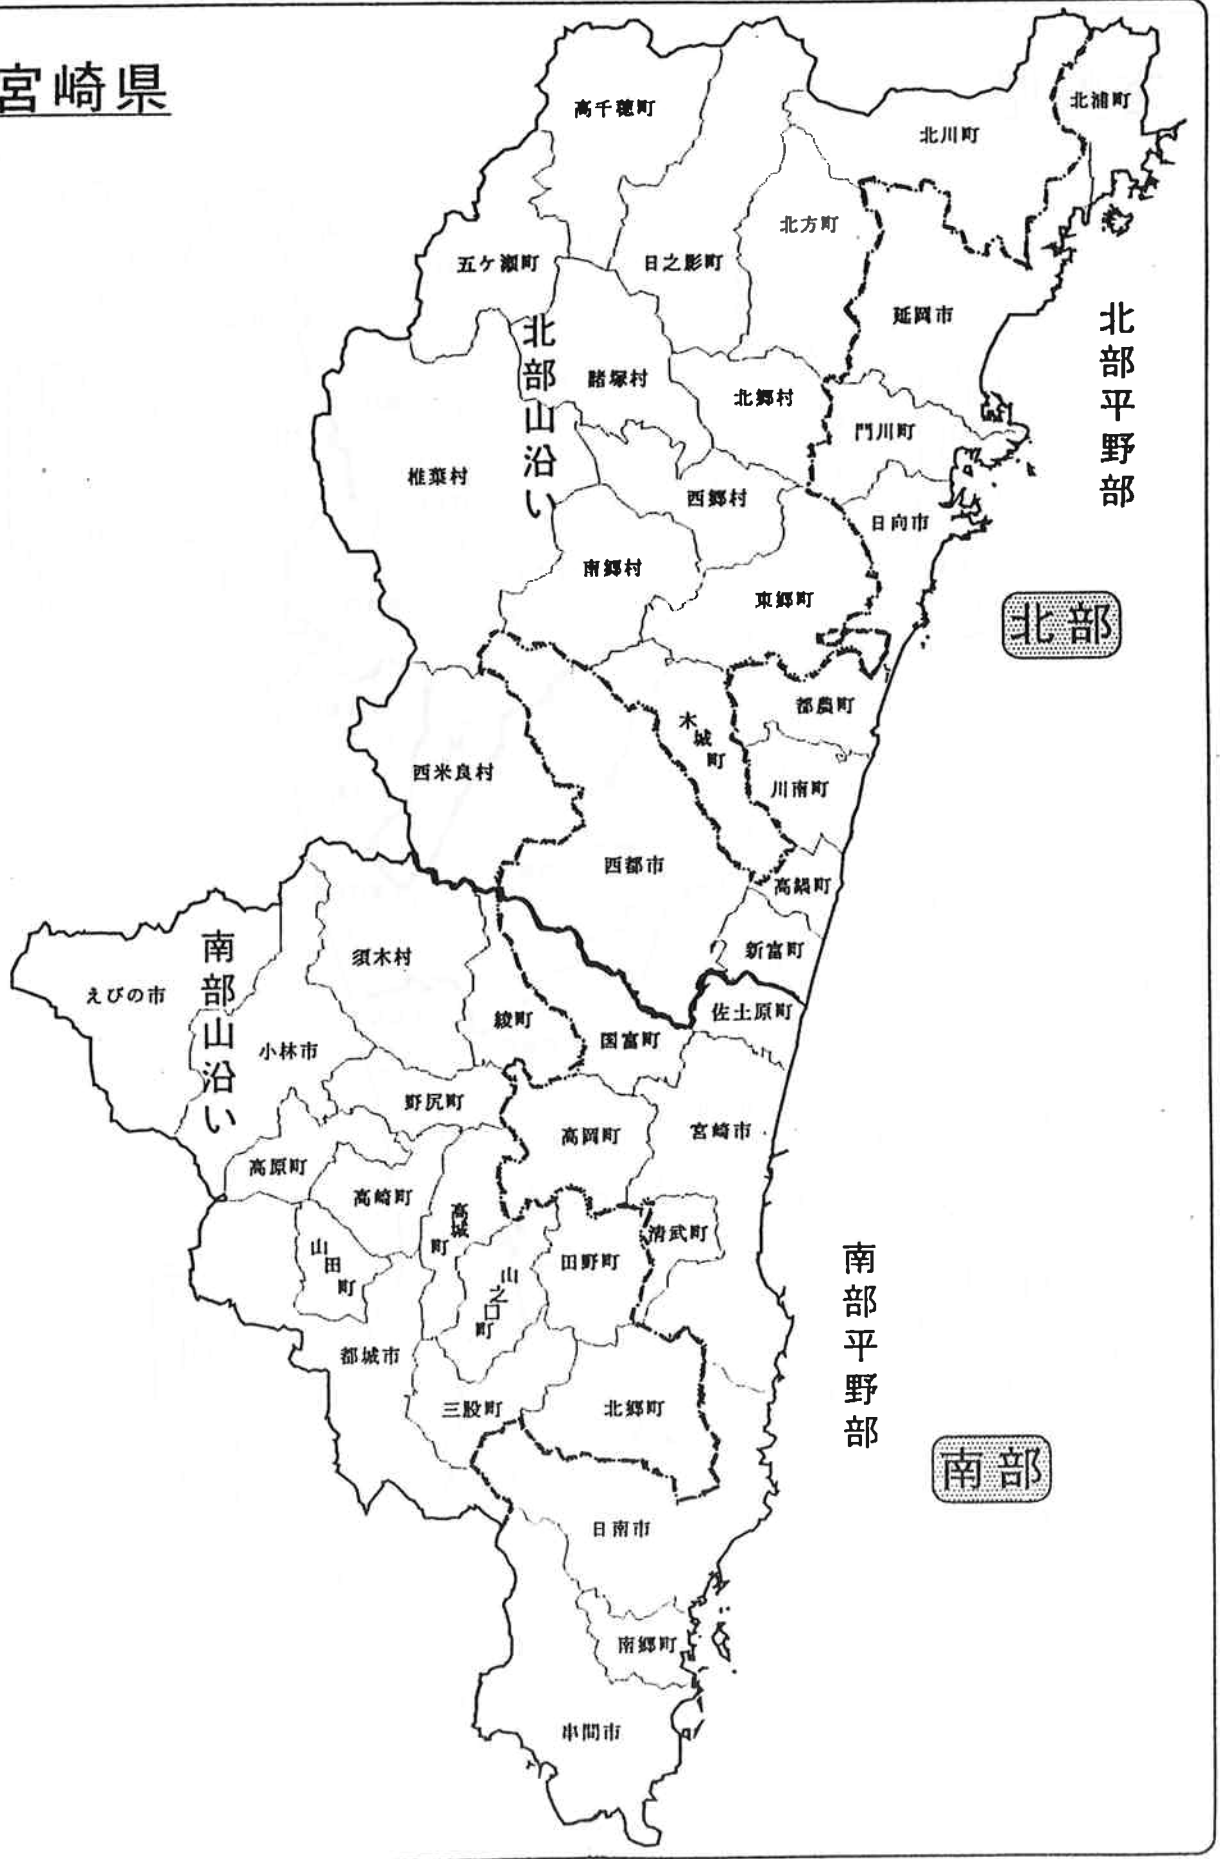 宮崎県
高千穂町
北浦町
北川町
北方町
五ケ瀬町
日之影町
延岡市
北部平野部
北部山沿い
諸塚村
北郷村
門川町
椎葉村
西郷村
日向市
南郷村
東郷町
北部
都農町
木城町
西米良村
川南町
西都市
高鍋町
新富町
南部山沿い
須木村
えびの市
佐土原町
綾町
国富町
小林市
野尻町
高岡町
宮崎市
高原町
高崎町
高城町
清武町
山田町
田野町
山之口町
南部平野部
都城市
三股町
北郷町
南部
日南市
南郷町
串間市